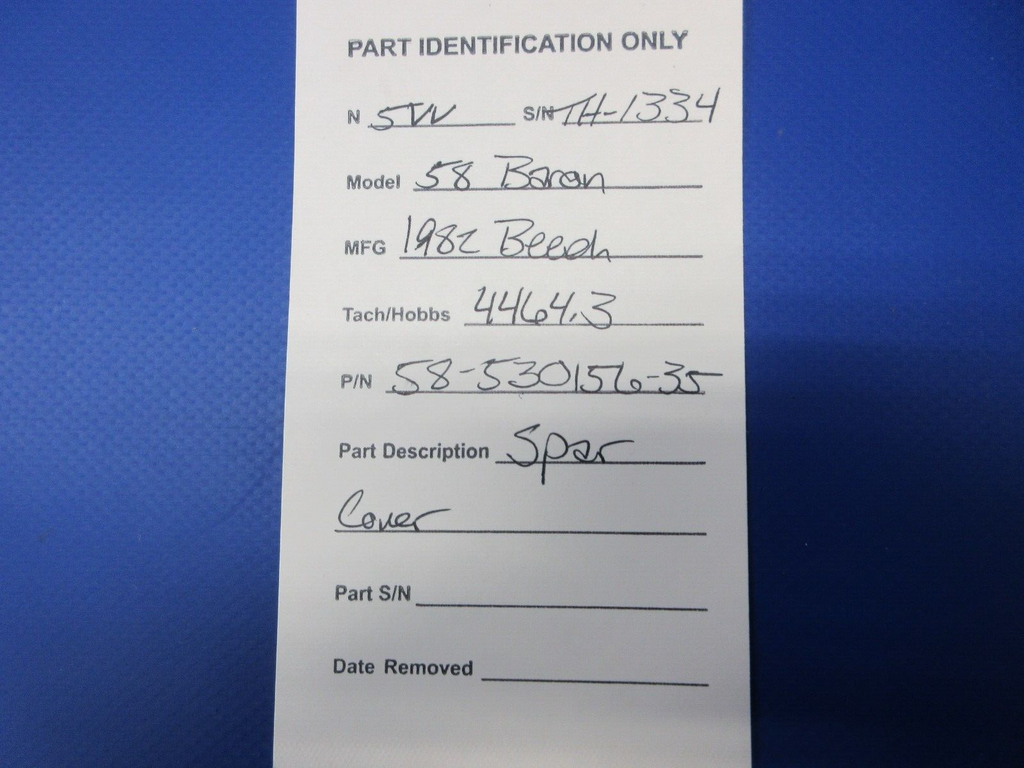 PART IDENTIFICATION ONLY
N 5VV S/N TH-1334
Model 58 Baron
MFG 1982 Beech
Tach/Hobbs 4464.3
P/N 58-530156-35
Part Description Spar
Cover
Part S/N
Date Removed